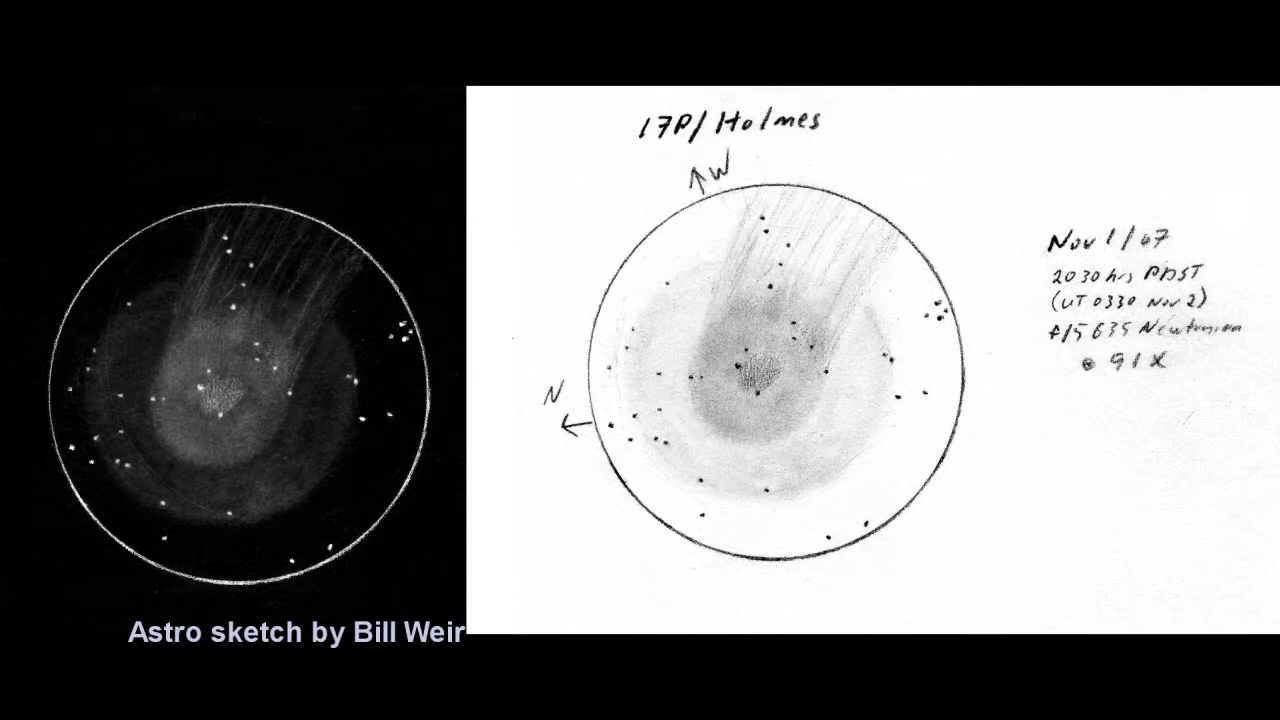 17P/Holmes
↑W
Nov 1/07
2030 hrs PDST
(UT 0330 Nov 2)
f/5 635 Newtonian
@ 91X
N
←
Astro sketch by Bill Weir